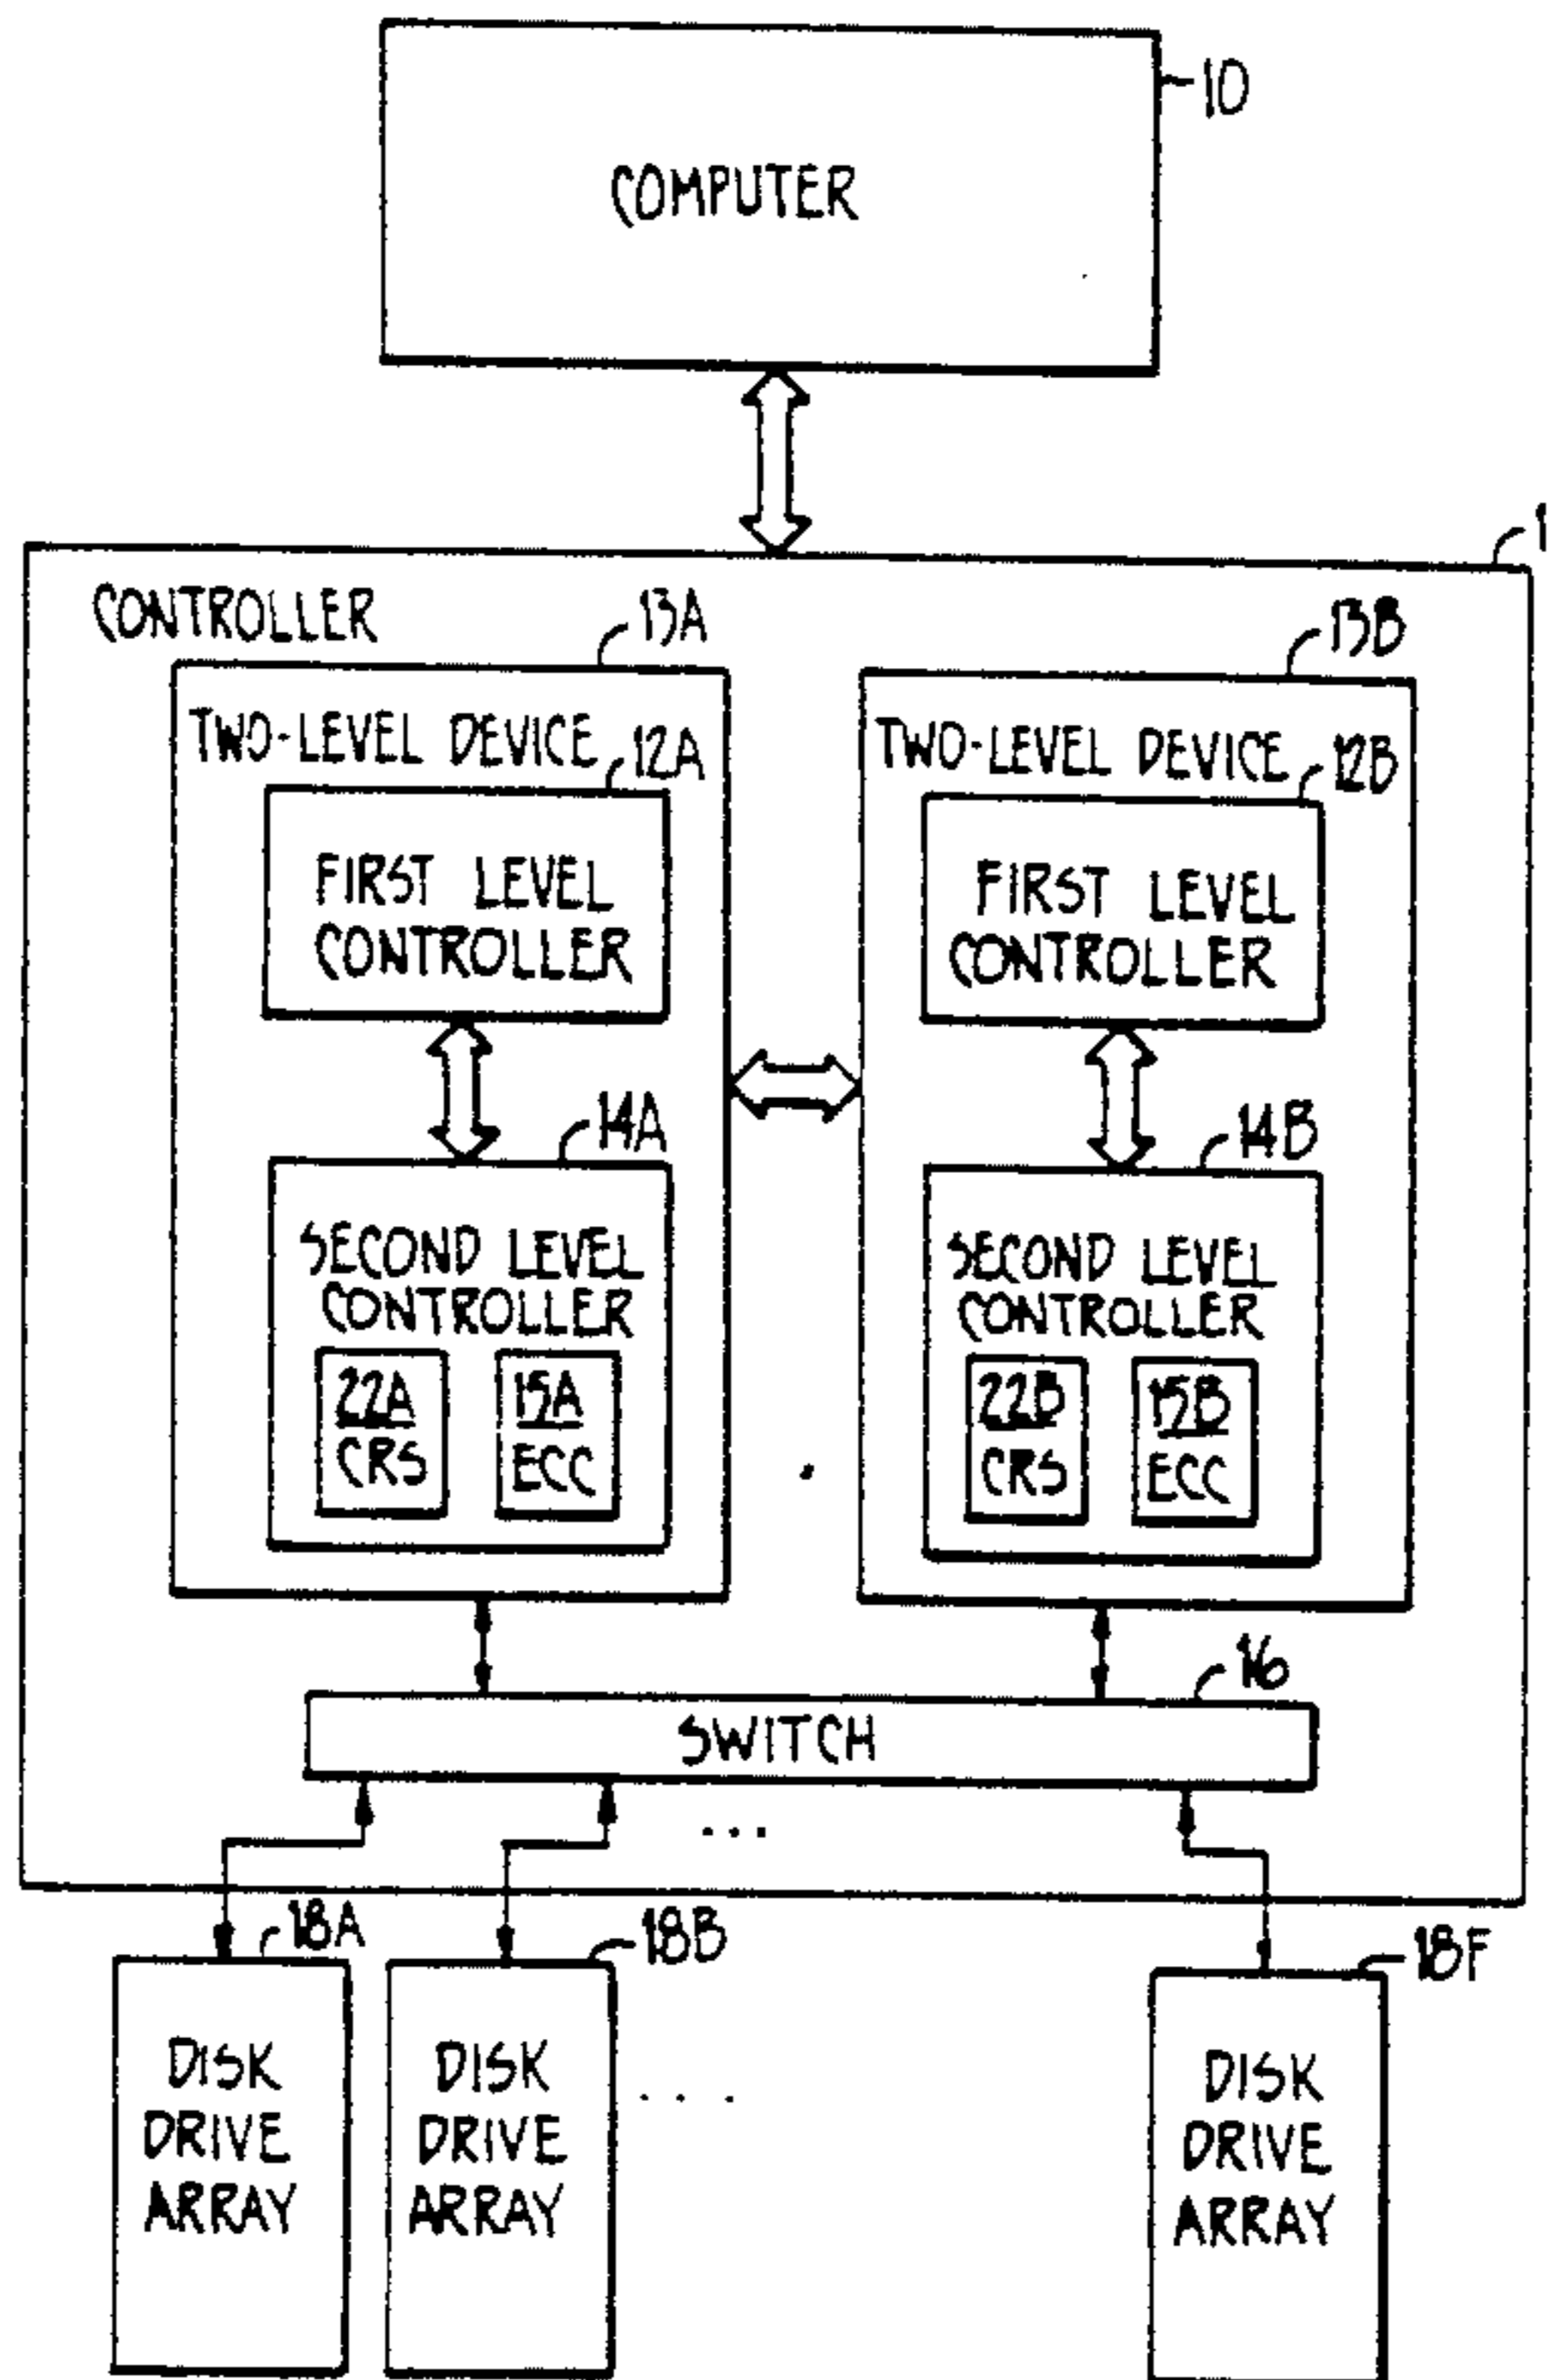 10
COMPUTER
1
CONTROLLER
13A
13B
TWO-LEVEL DEVICE
12A
TWO-LEVEL DEVICE
12B
FIRST LEVEL
CONTROLLER
FIRST LEVEL
CONTROLLER
14A
14B
SECOND LEVEL
CONTROLLER
22A
CRS
15A
ECC
SECOND LEVEL
CONTROLLER
22B
CRS
15B
ECC
16
SWITCH
...
18A
18B
18F
DISK
DRIVE
ARRAY
DISK
DRIVE
ARRAY
...
DISK
DRIVE
ARRAY